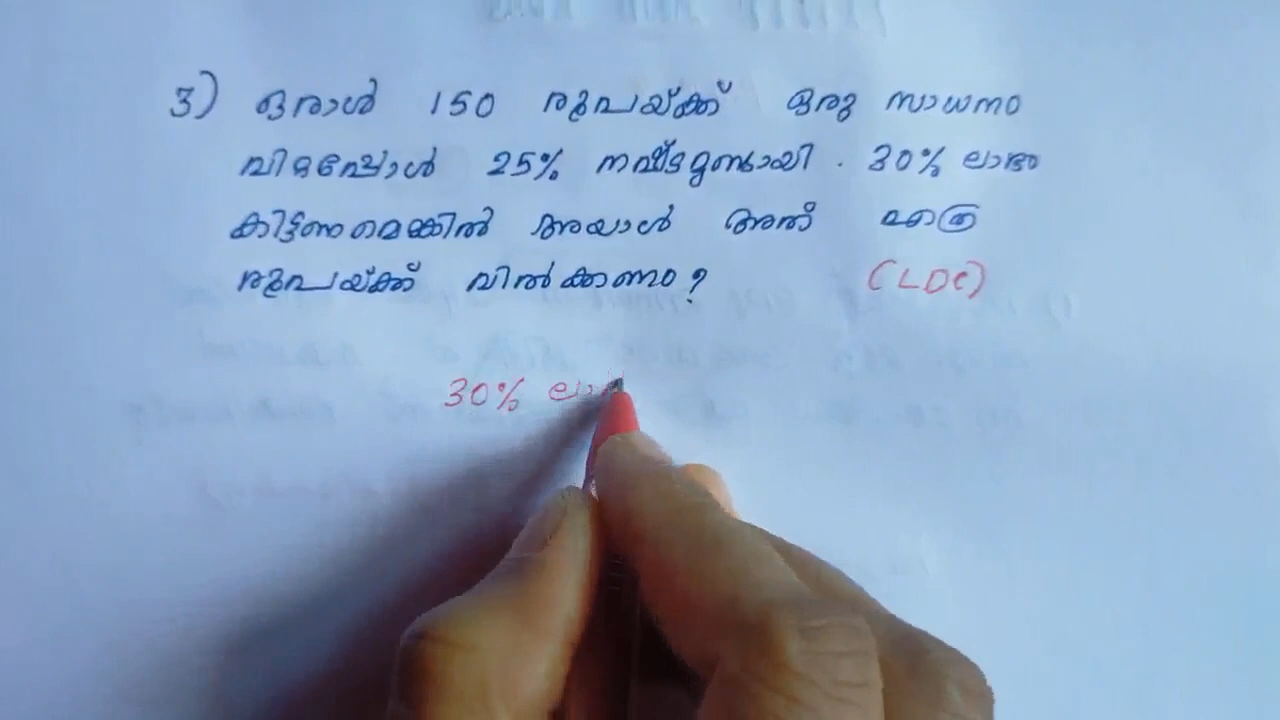 3) ഒരാൾ 150 രൂപയ്ക്ക് ഒരു സാധനം
വിറ്റപ്പോൾ 25% നഷ്ടമുണ്ടായി . 30% ലാഭം
കിട്ടണമെങ്കിൽ അയാൾ അത് എത്ര
രൂപയ്ക്ക് വിൽക്കണം? (LDC)
30% ലാ